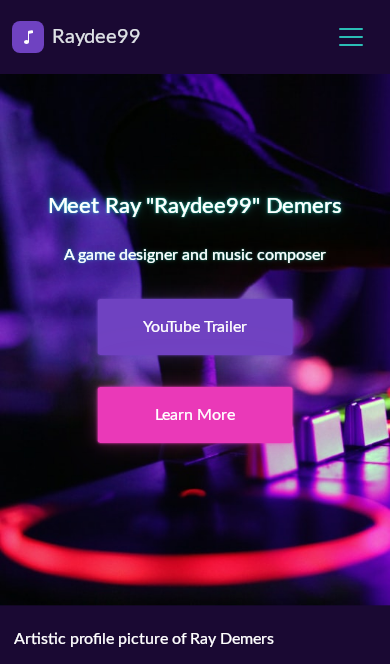 Raydee99
Meet Ray "Raydee99" Demers
A game designer and music composer
YouTube Trailer
Learn More
Artistic profile picture of Ray Demers